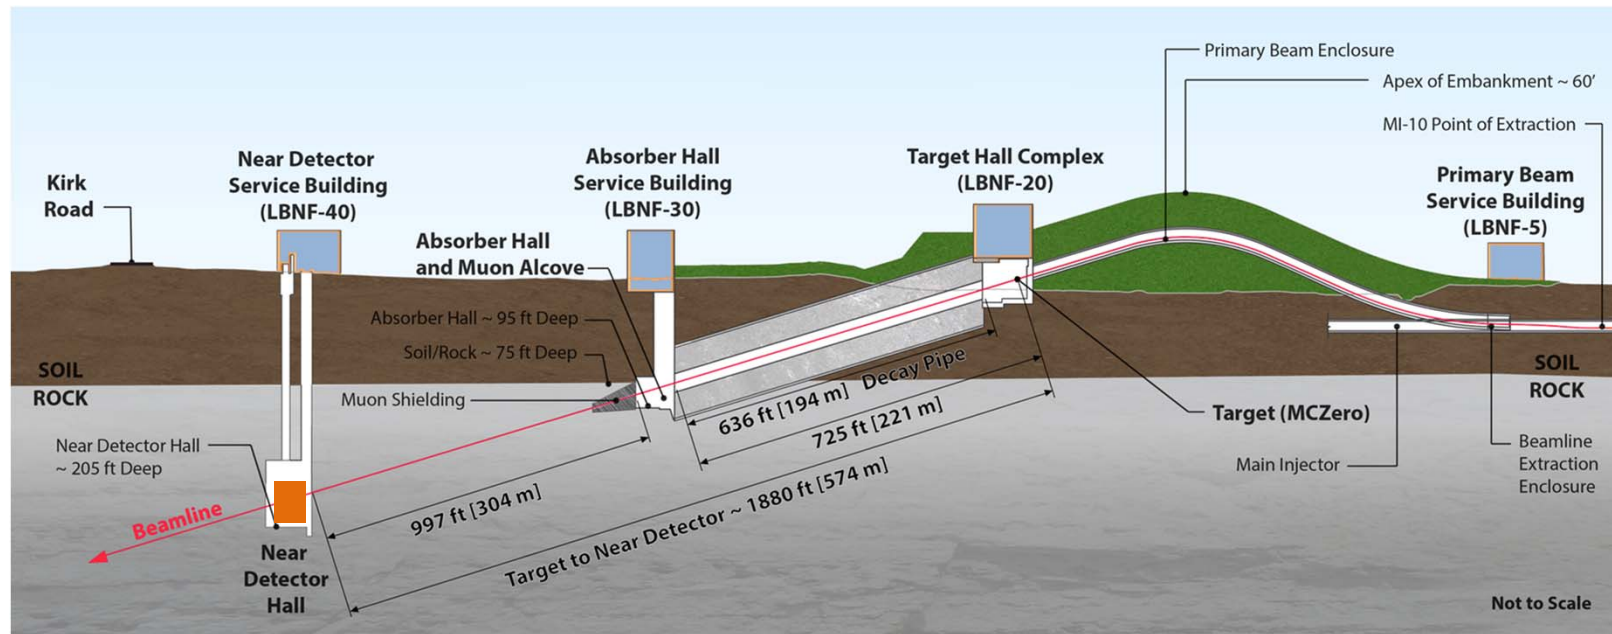 Primary Beam Enclosure
Apex of Embankment ~ 60'
MI-10 Point of Extraction
Kirk
Road
Near Detector
Service Building
(LBNF-40)
Absorber Hall
Service Building
(LBNF-30)
Target Hall Complex
(LBNF-20)
Primary Beam
Service Building
(LBNF-5)
Absorber Hall
and Muon Alcove
Absorber Hall ~ 95 ft Deep
Soil/Rock ~ 75 ft Deep
Muon Shielding
SOIL
ROCK
SOIL
ROCK
636 ft [194 m] Decay Pipe
725 ft [221 m]
Target (MCZero)
Near Detector Hall
~ 205 ft Deep
Main Injector
Beamline
Extraction
Enclosure
997 ft [304 m]
Target to Near Detector ~ 1880 ft [574 m]
Beamline
Near
Detector
Hall
Not to Scale